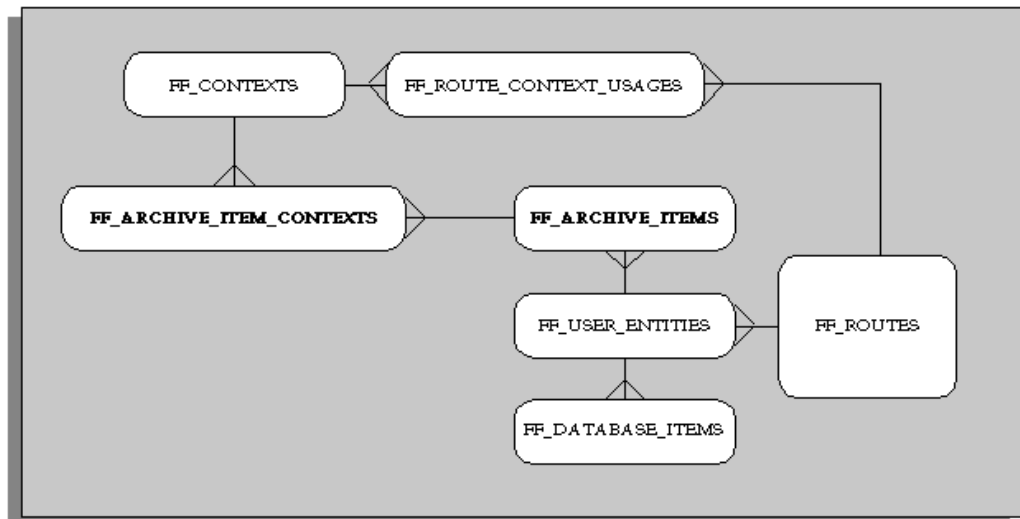 FF_CONTEXTS
FF_ROUTE_CONTEXT_USAGES
FF_ARCHIVE_ITEM_CONTEXTS
FF_ARCHIVE_ITEMS
FF_USER_ENTITIES
FF_ROUTES
FF_DATABASE_ITEMS